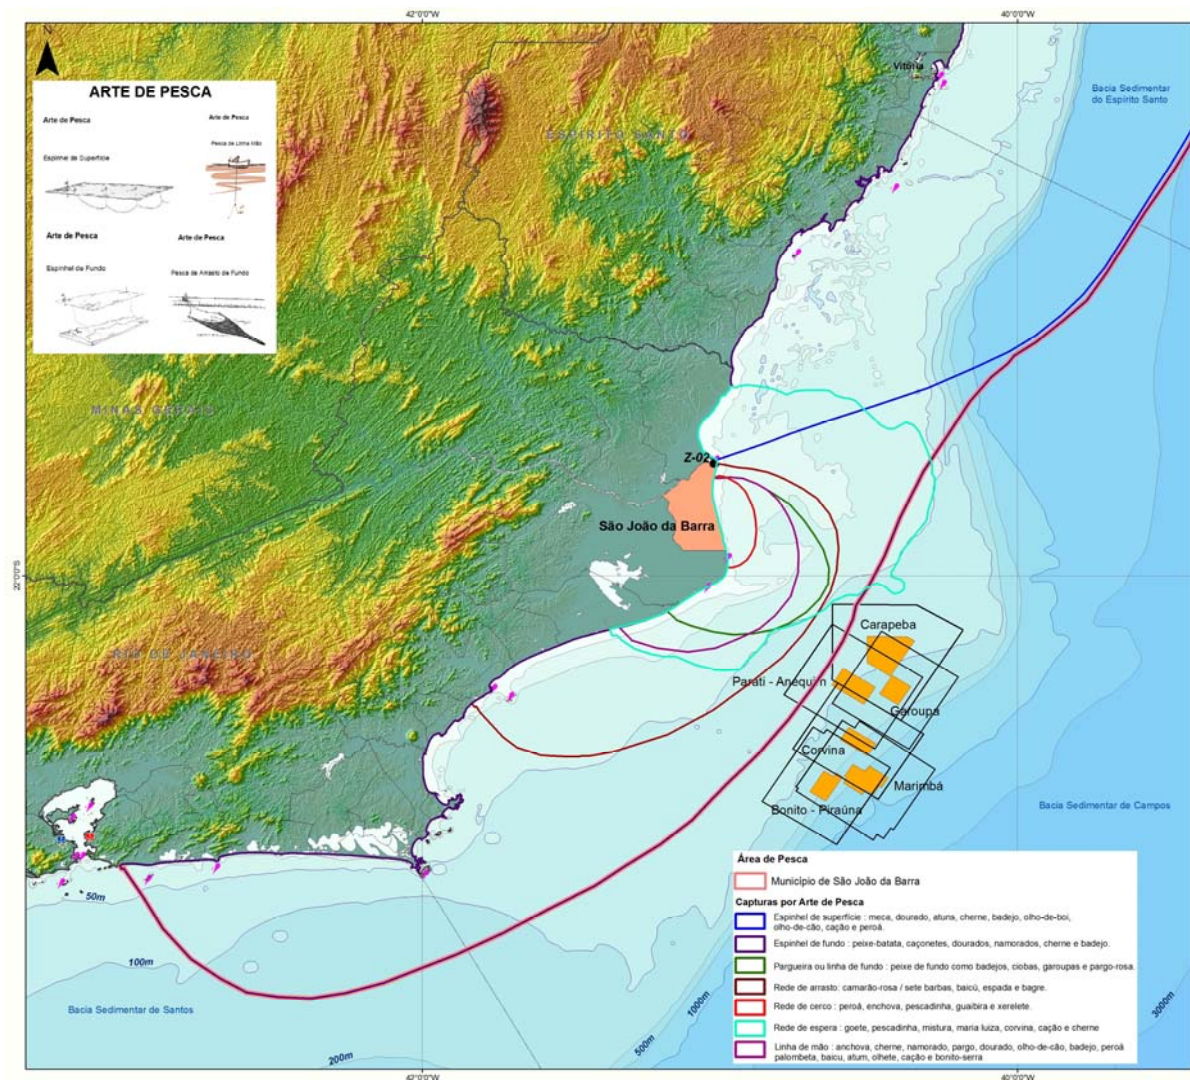 42°0'0"W
40°0'0"W
N
Vitória
Bacia Sedimentar
do Espírito Santo
ARTE DE PESCA
Arte de Pesca
Espinhel de Superfície
Arte de Pesca
Pesca de Linha Mão
ESPÍRITO SANTO
Arte de Pesca
Espinhel de Fundo
Arte de Pesca
Pesca de Arrasto de Fundo
MINAS GERAIS
Z-02
São João da Barra
22°0'0"S
Carapeba
RIO DE JANEIRO
Parati - Anequim
Garoupa
Corvina
Marimbá
Bonito - Piraúna
Bacia Sedimentar de Campos
50m
100m
Bacia Sedimentar de Santos
200m
500m
1000m
3000m
Área de Pesca
Município de São João da Barra
Capturas por Arte de Pesca
Espinhel de superfície : meca, dourado, atuns, cherne, badejo, olho-de-boi,
olho-de-cão, cação e peroá.
Espinhel de fundo : peixe-batata, caçonetes, dourados, namorados, cherne e badejo.
Pargueira ou linha de fundo : peixe de fundo como badejos, ciobas, garoupas e pargo-rosa.
Rede de arrasto: camarão-rosa / sete barbas, baicú, espada e bagre.
Rede de cerco : peroá, enchova, pescadinha, guaibira e xerelete.
Rede de espera : goete, pescadinha, mistura, maria luiza, corvina, cação e cherne
Linha de mão : anchova, cherne, namorado, pargo, dourado, olho-de-cão, badejo, peroá
palombeta, baicu, atum, olhete, cação e bonito-serra
42°0'0"W
40°0'0"W